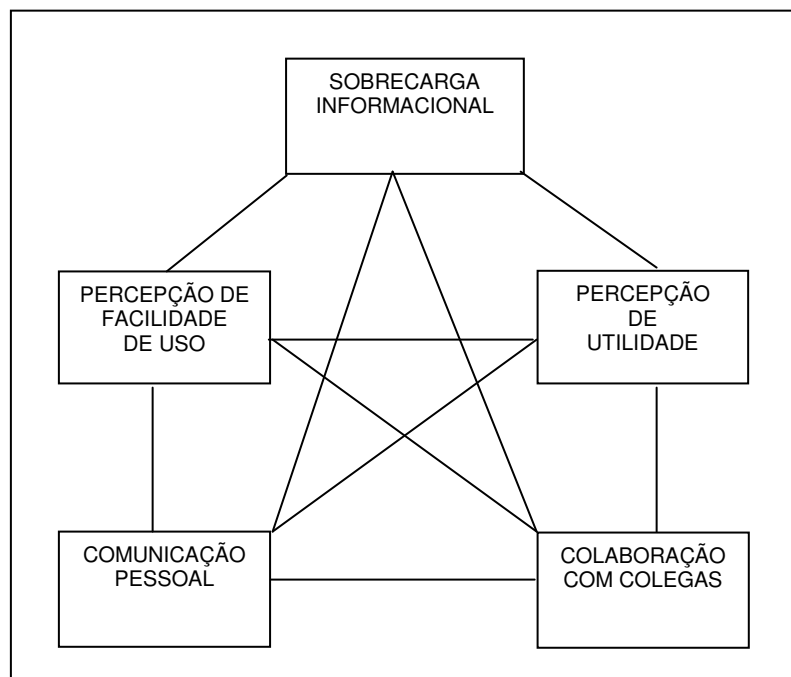 SOBRECARGA
INFORMACIONAL
PERCEPÇÃO DE
FACILIDADE
DE USO
PERCEPÇÃO
DE
UTILIDADE
COMUNICAÇÃO
PESSOAL
COLABORAÇÃO
COM COLEGAS